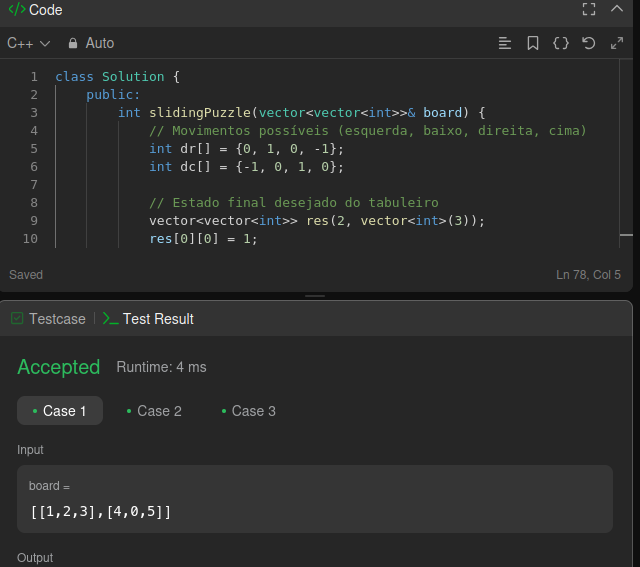 </> Code
C++ Auto
1 class Solution {
2 public:
3 int slidingPuzzle(vector<vector<int>>& board) {
4 // Movimentos possíveis (esquerda, baixo, direita, cima)
5 int dr[] = {0, 1, 0, -1};
6 int dc[] = {-1, 0, 1, 0};
7
8 // Estado final desejado do tabuleiro
9 vector<vector<int>> res(2, vector<int>(3));
10 res[0][0] = 1;
Saved Ln 78, Col 5
Testcase | >_ Test Result
Accepted Runtime: 4 ms
• Case 1 • Case 2 • Case 3
Input
board =
[[1,2,3],[4,0,5]]
Output